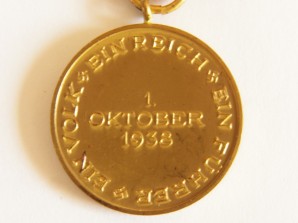 EIN VOLK EIN REICH EIN FÜHRER
1.
OKTOBER
1938